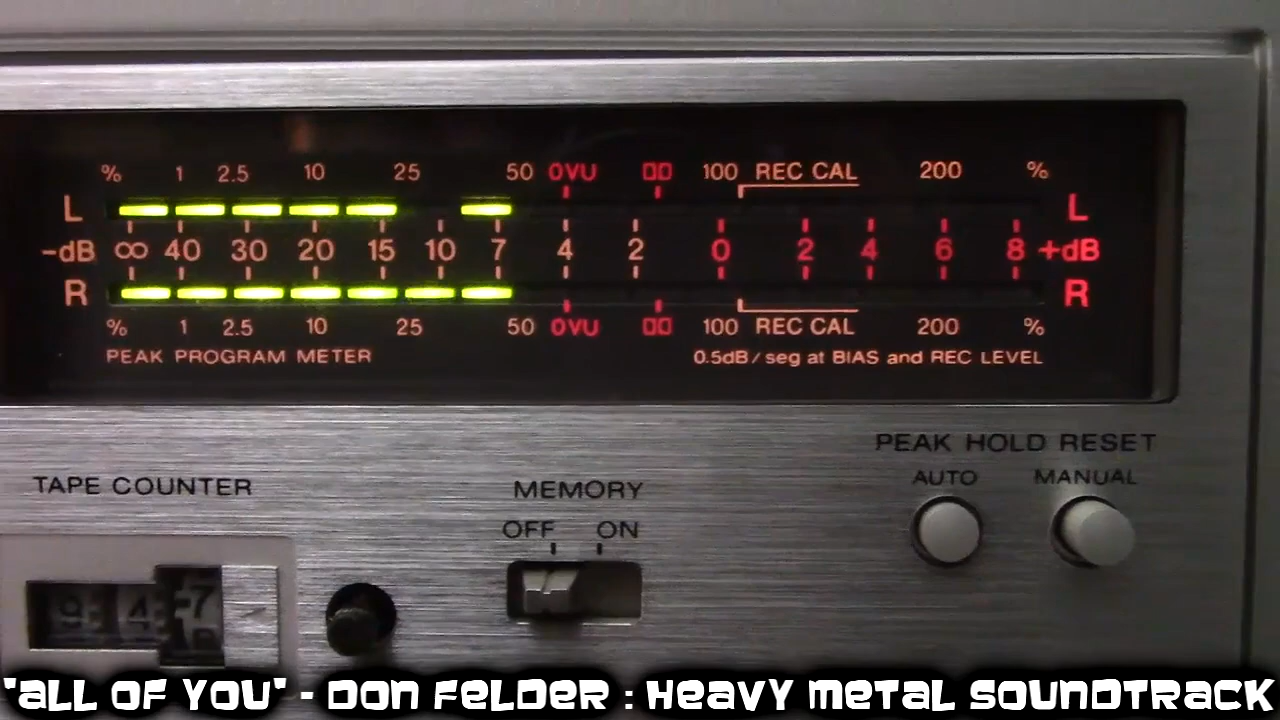 % 1 2.5 10 25 50 0VU 100 REC CAL 200 %
L L
-dB ∞ 40 30 20 15 10 7 4 2 0 2 4 6 8 +dB
R R
% 1 2.5 10 25 50 0VU 100 REC CAL 200 %
PEAK PROGRAM METER 0.5dB/seg at BIAS and REC LEVEL
PEAK HOLD RESET
AUTO MANUAL
TAPE COUNTER
MEMORY
OFF ON
9 4 7
"ALL OF YOU" - DON FELDER : HEAVY METAL SOUNDTRACK